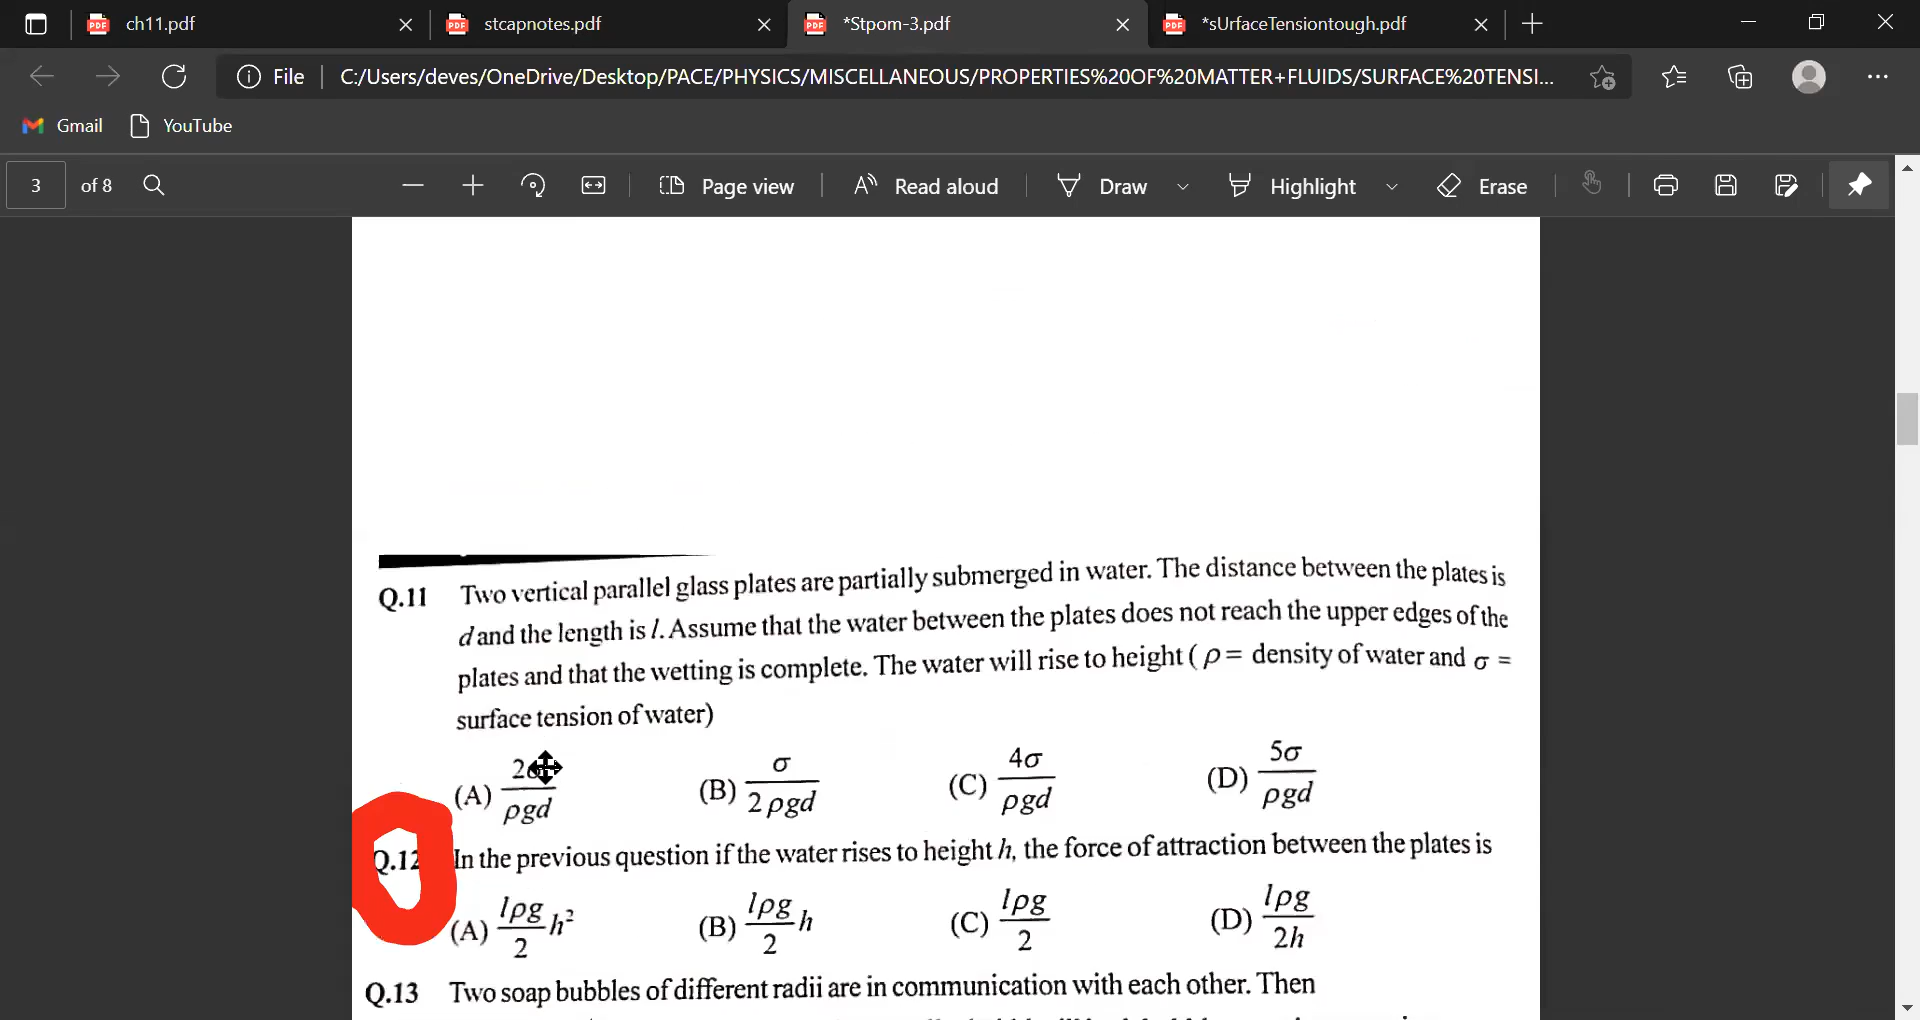 ch11.pdf
stcapnotes.pdf
*Stpom-3.pdf
*sUrfaceTensiontough.pdf
File
C:/Users/deves/OneDrive/Desktop/PACE/PHYSICS/MISCELLANEOUS/PROPERTIES%20OF%20MATTER+FLUIDS/SURFACE%20TENSI...
Gmail
YouTube
3 of 8
Page view
Read aloud
Draw
Highlight
Erase
Q.11 Two vertical parallel glass plates are partially submerged in water. The distance between the plates is
d and the length is l. Assume that the water between the plates does not reach the upper edges of the
plates and that the wetting is complete. The water will rise to height ( ρ = density of water and σ =
surface tension of water)
(A) 2σ/ρgd (B) σ/2ρgd (C) 4σ/ρgd (D) 5σ/ρgd
Q.12 In the previous question if the water rises to height h, the force of attraction between the plates is
(A) lρg/2 h² (B) lρg/2 h (C) lρg/2 (D) lρg/2h
Q.13 Two soap bubbles of different radii are in communication with each other. Then